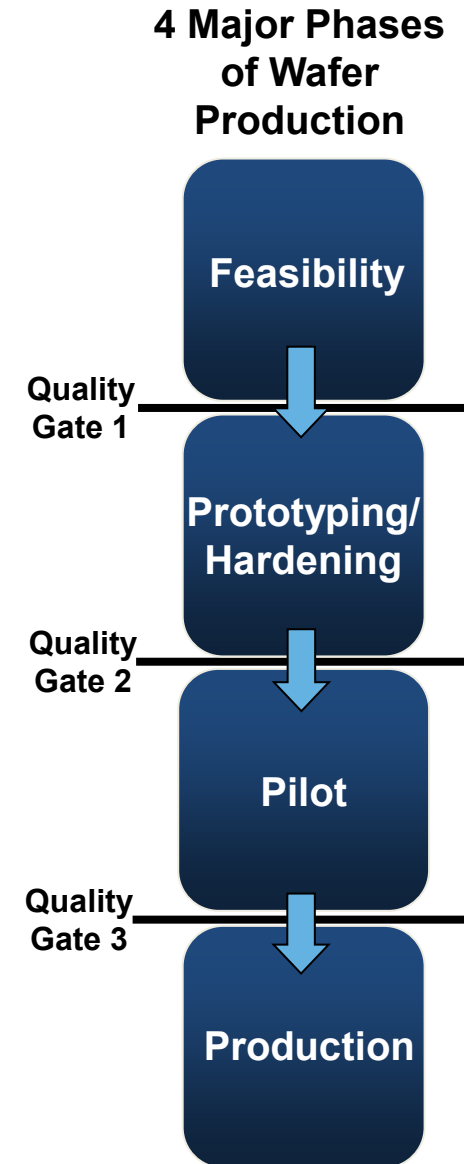 4 Major Phases
of Wafer
Production
Feasibility
Quality
Gate 1
Prototyping/
Hardening
Quality
Gate 2
Pilot
Quality
Gate 3
Production